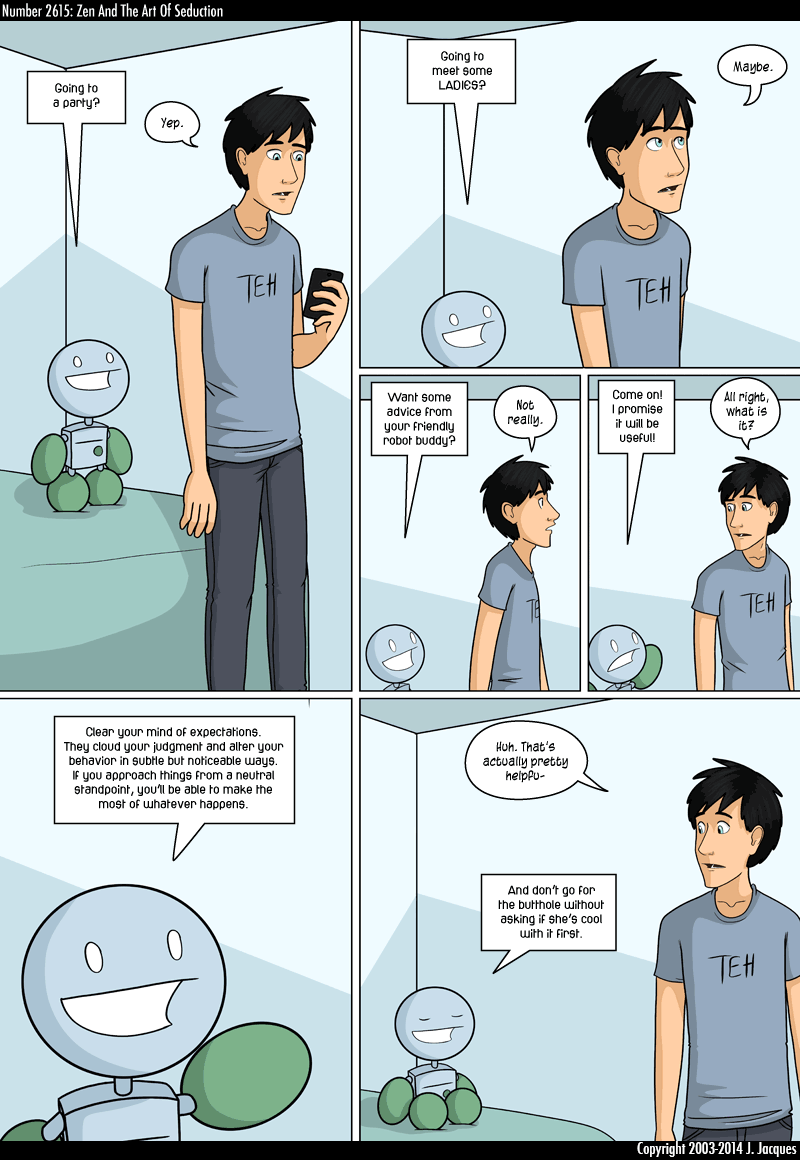 Number 2615: Zen And The Art Of Seduction
Going to
a party?
Yep.
TEH
Going to
meet some
LADIES?
Maybe.
TEH
Want some
advice from
your friendly
robot buddy?
Not
really.
TE
Come on!
I promise
it will be
useful!
All right,
what is
it?
TEH
Clear your mind of expectations.
They cloud your judgment and alter your
behavior in subtle but noticeable ways.
If you approach things from a neutral
standpoint, you'll be able to make the
most of whatever happens.
Huh. That's
actually pretty
helpfu-
And don't go for
the butthole without
asking if she's cool
with it first.
TEH
Copyright 2003-2014 J. Jacques